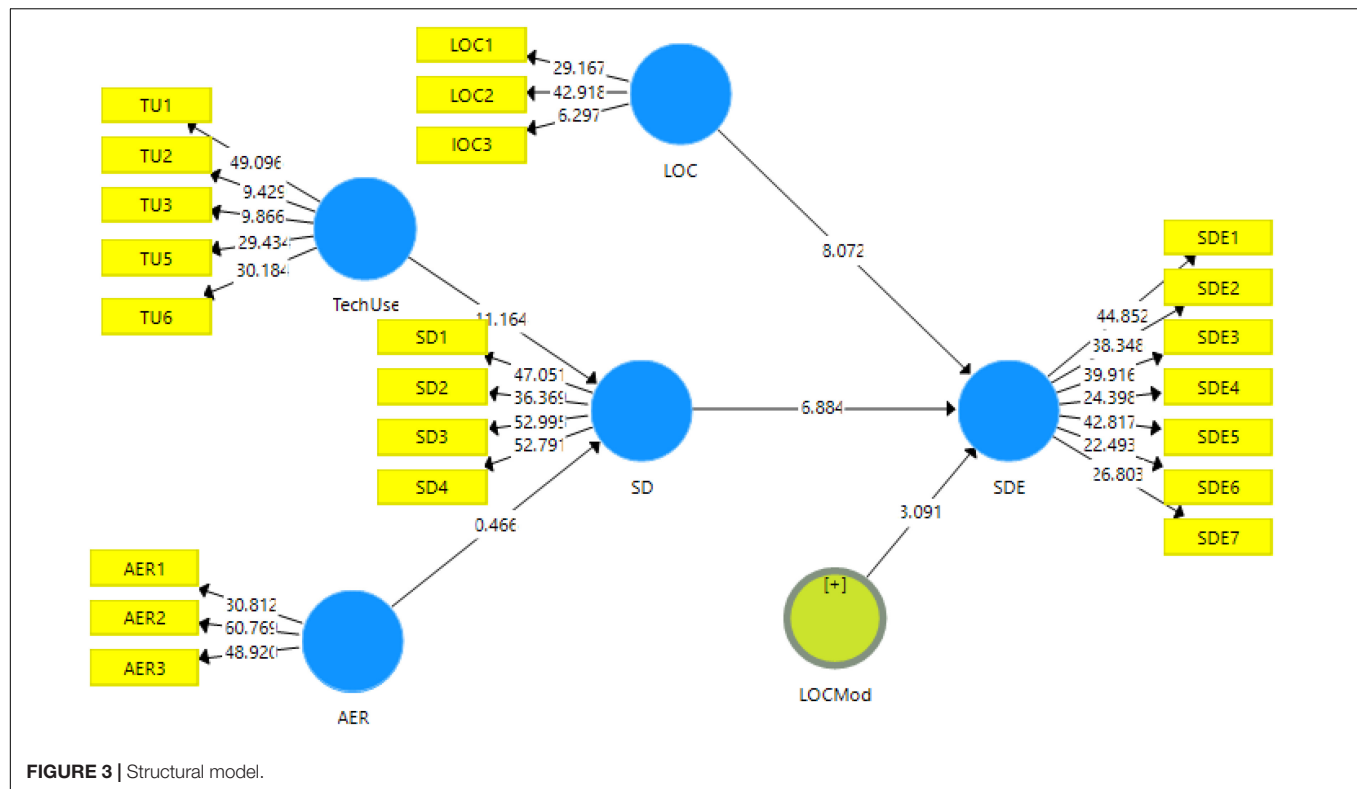 LOC1
LOC2
IOC3
29.167
42.918
6.297
LOC
TU1
TU2
TU3
TU5
TU6
49.096
9.429
9.866
29.434
30.184
TechUse
11.164
8.072
SD1
SD2
SD3
SD4
47.051
36.369
52.995
52.791
SD
6.884
SDE1
SDE2
SDE3
SDE4
SDE5
SDE6
SDE7
44.852
38.348
39.916
24.398
42.817
22.493
26.803
SDE
0.466
3.091
AER1
AER2
AER3
30.812
60.769
48.920
AER
[+]
LOCMod
FIGURE 3 | Structural model.